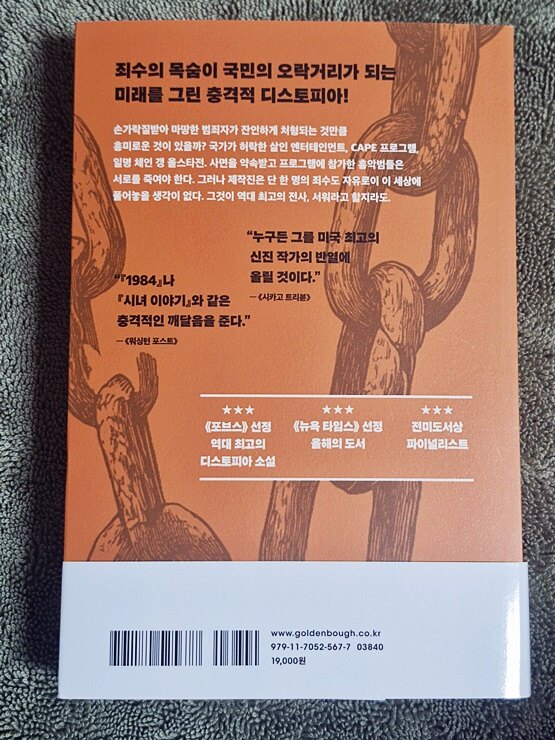 죄수의 목숨이 국민의 오락거리가 되는
미래를 그린 충격적 디스토피아!
손가락질받아 마땅한 범죄자가 잔인하게 처형되는 것만큼
흥미로운 것이 있을까? 국가가 허락한 살인 엔터테인먼트, CAPE 프로그램,
일명 체인 갱 올스타전. 사면을 약속받고 프로그램에 참가한 흉악범들은
서로를 죽여야 한다. 그러나 제작진은 단 한 명의 죄수도 자유로이 이 세상에
풀어놓을 생각이 없다. 그것이 역대 최고의 전사, 서워라고 할지라도.
“누구든 그를 미국 최고의
신진 작가의 반열에
올릴 것이다.”
— 《시카고 트리뷴》
“『1984』나
『시녀 이야기』와 같은
충격적인 깨달음을 준다.”
— 《워싱턴 포스트》
★★★
《포브스》 선정
역대 최고의
디스토피아 소설
★★★
《뉴욕 타임스》 선정
올해의 도서
★★★
전미도서상
파이널리스트
www.goldenbough.co.kr
979-11-7052-567-7 03840
19,000원